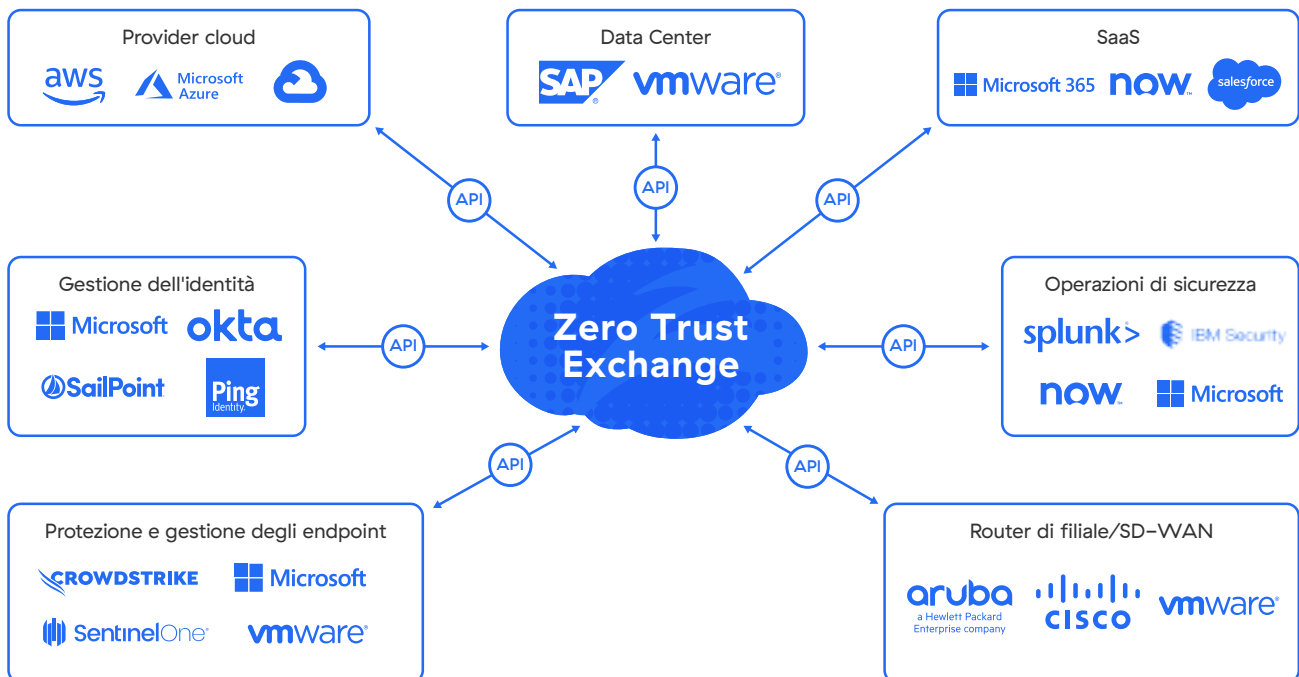 Provider cloud
aws
Microsoft
Azure
Data Center
SAP
®
vmware®
SaaS
Microsoft 365
now™
salesforce
API
API
API
Gestione dell'identità
Microsoft
okta
SailPoint
Ping
Identity.
API
Zero Trust
Exchange
API
Operazioni di sicurezza
splunk>
IBM Security
now™
Microsoft
API
API
Protezione e gestione degli endpoint
CROWDSTRIKE
Microsoft
SentinelOne®
vmware®
Router di filiale/SD-WAN
aruba
a Hewlett Packard
Enterprise company
cisco
vmware®